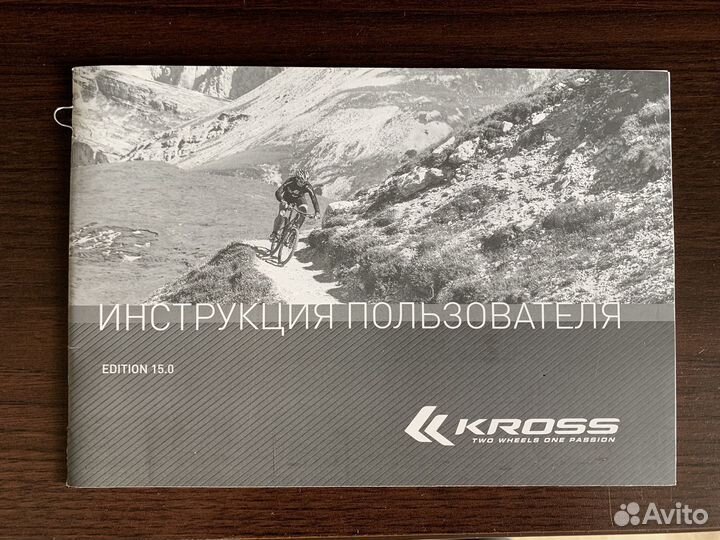 ИНСТРУКЦИЯ ПОЛЬЗОВАТЕЛЯ
EDITION 15.0
KROSS
TWO WHEELS ONE PASSION
Avito